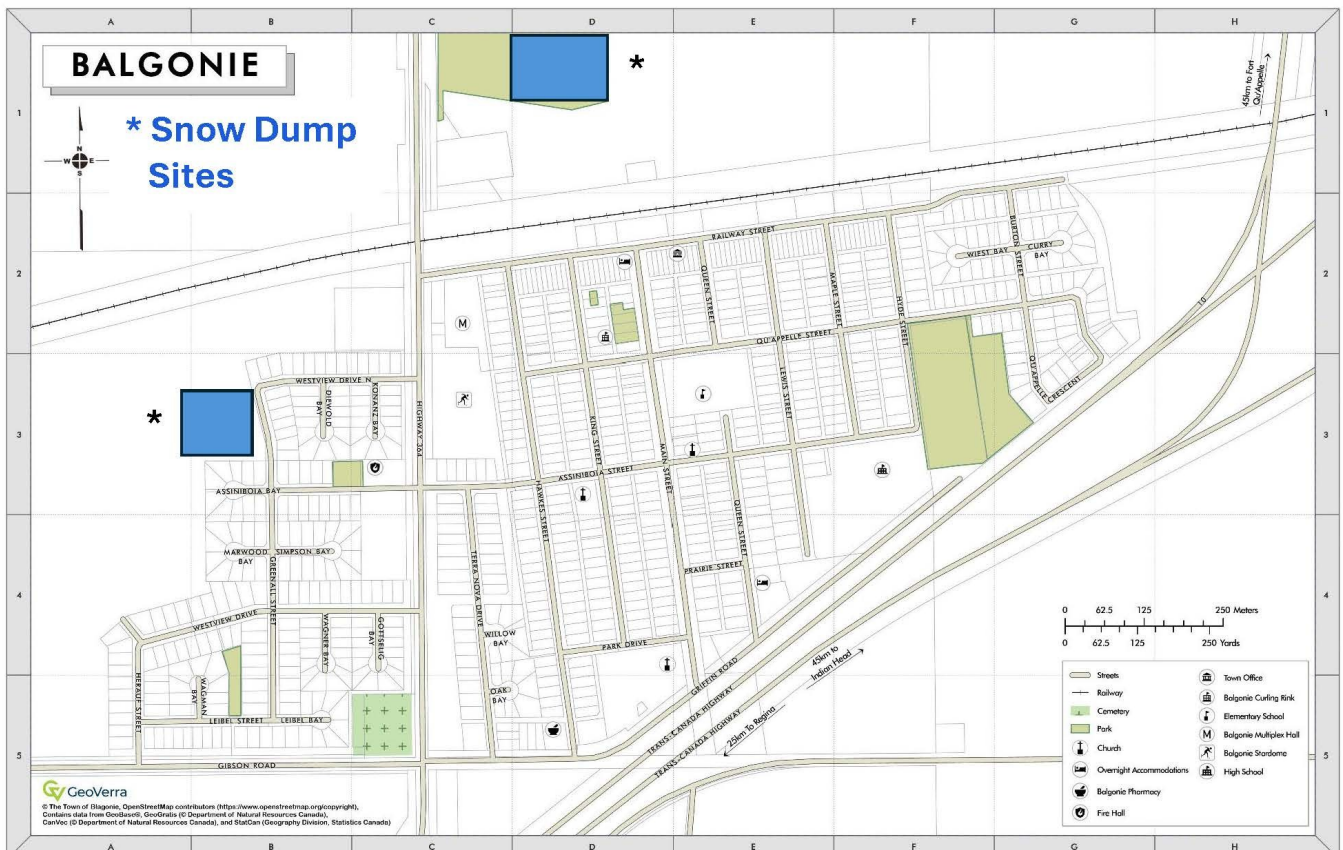 A B C D E F G H
BALGONIE
* Snow Dump
Sites
*
*
N
W E
S
1
2
3
4
5
1
2
3
4
5
45km to Fort
Qu'Appelle
RAILWAY STREET
BURTON STREET
WIEST BAY
CURRY
BAY
QUEEN STREET
MAPLE STREET
HYDE STREET
10
M
QU'APPELLE STREET
QU'APPELLE
CRESCENT
WESTVIEW DRIVE N
DIEWOLD
BAY
KONANZ BAY
HIGHWAY 364
LEWIS STREET
KING STREET
MAIN STREET
ASSINIBOIA STREET
ASSINIBOIA BAY
HAWKES STREET
QUEEN STREET
MARWOOD
BAY
SIMPSON BAY
GREENALL STREET
TERRA NOVA DRIVE
PRAIRIE STREET
WESTVIEW DRIVE
WAGNER BAY
GOTTSELIG
BAY
WILLOW
BAY
PARK DRIVE
HERAUF STREET
WAGMAN
BAY
OAK
BAY
LEIBEL STREET
LEIBEL BAY
GIBSON ROAD
GRIFFIN ROAD
TRANS-CANADA HIGHWAY
TRANS-CANADA HIGHWAY
45km to
Indian Head
25km To Regina
0 62.5 125 250 Meters
0 62.5 125 250 Yards
Streets
Railway
Cemetery
Park
Church
Overnight Accommodations
Balgonie Pharmacy
Fire Hall
Town Office
Balgonie Curling Rink
Elementary School
M Balgonie Multiplex Hall
Balgonie Stardome
High School
GeoVerra
© The Town of Blagonie, OpenStreetMap contributors (https://www.openstreetmap.org/copyright),
Contains data from GeoBase®, GeoGratis (© Department of Natural Resources Canada),
CanVec (© Department of Natural Resources Canada), and StatCan (Geography Division, Statistics Canada)
A B C D E F G H